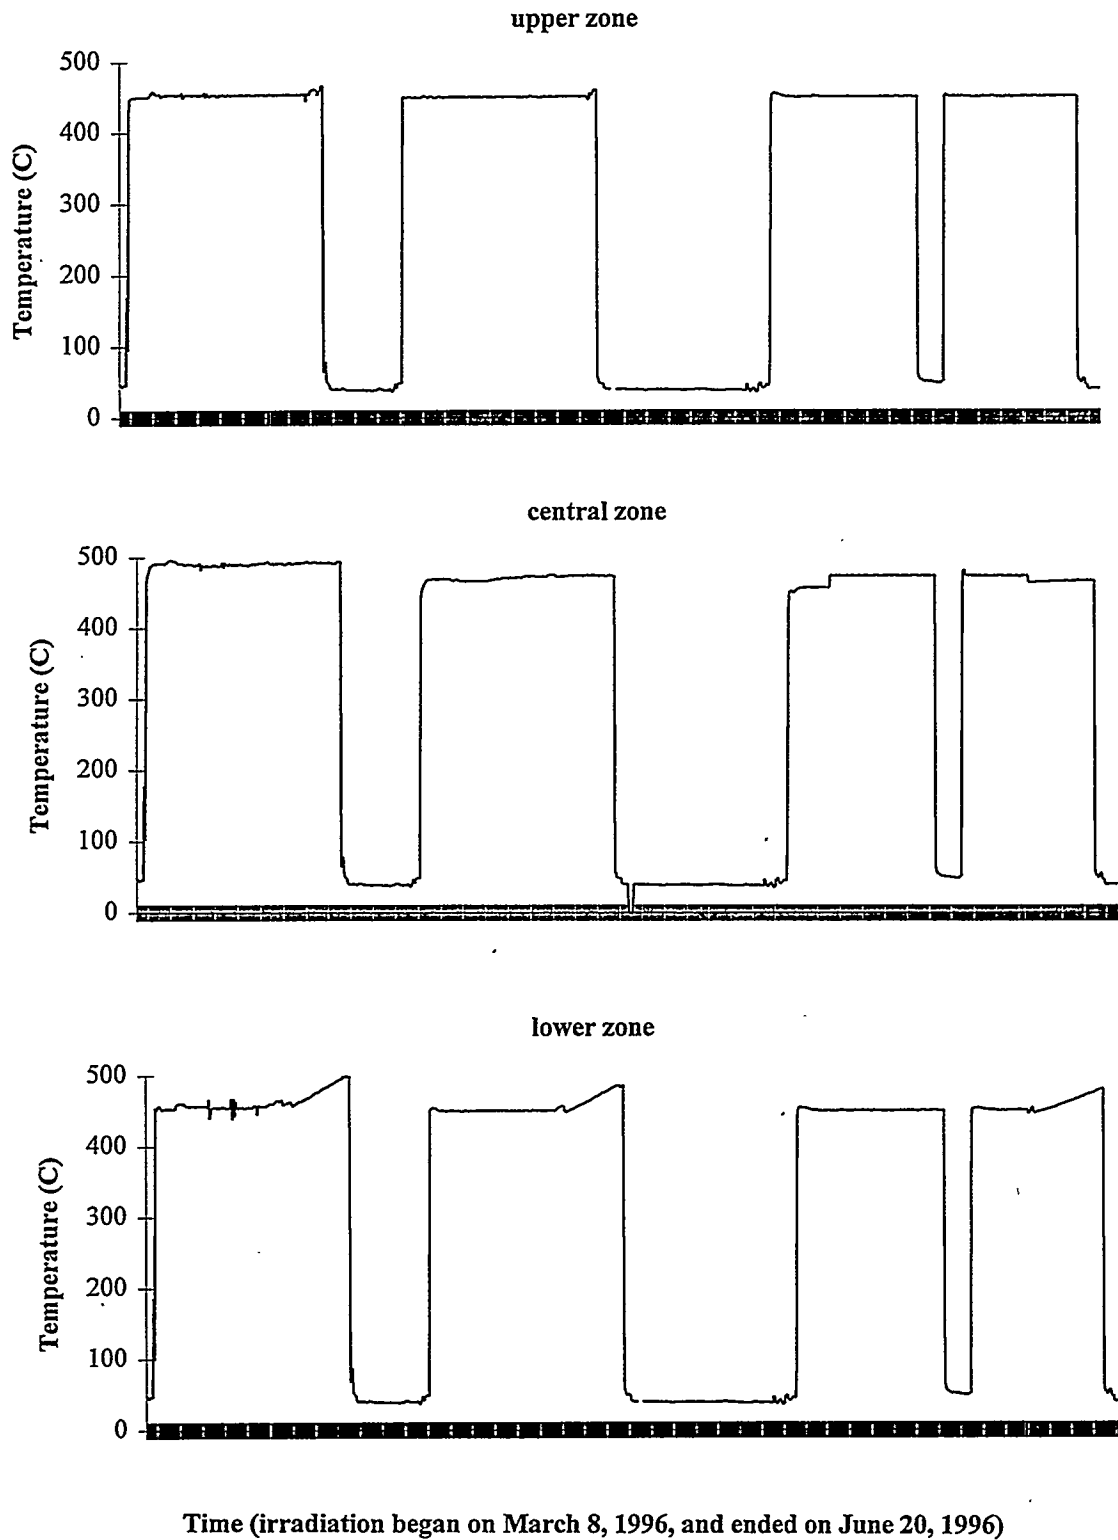 upper zone
500
400
300
200
100
0
Temperature (C)
central zone
500
400
300
200
100
0
Temperature (C)
lower zone
500
400
300
200
100
0
Temperature (C)
Time (irradiation began on March 8, 1996, and ended on June 20, 1996)